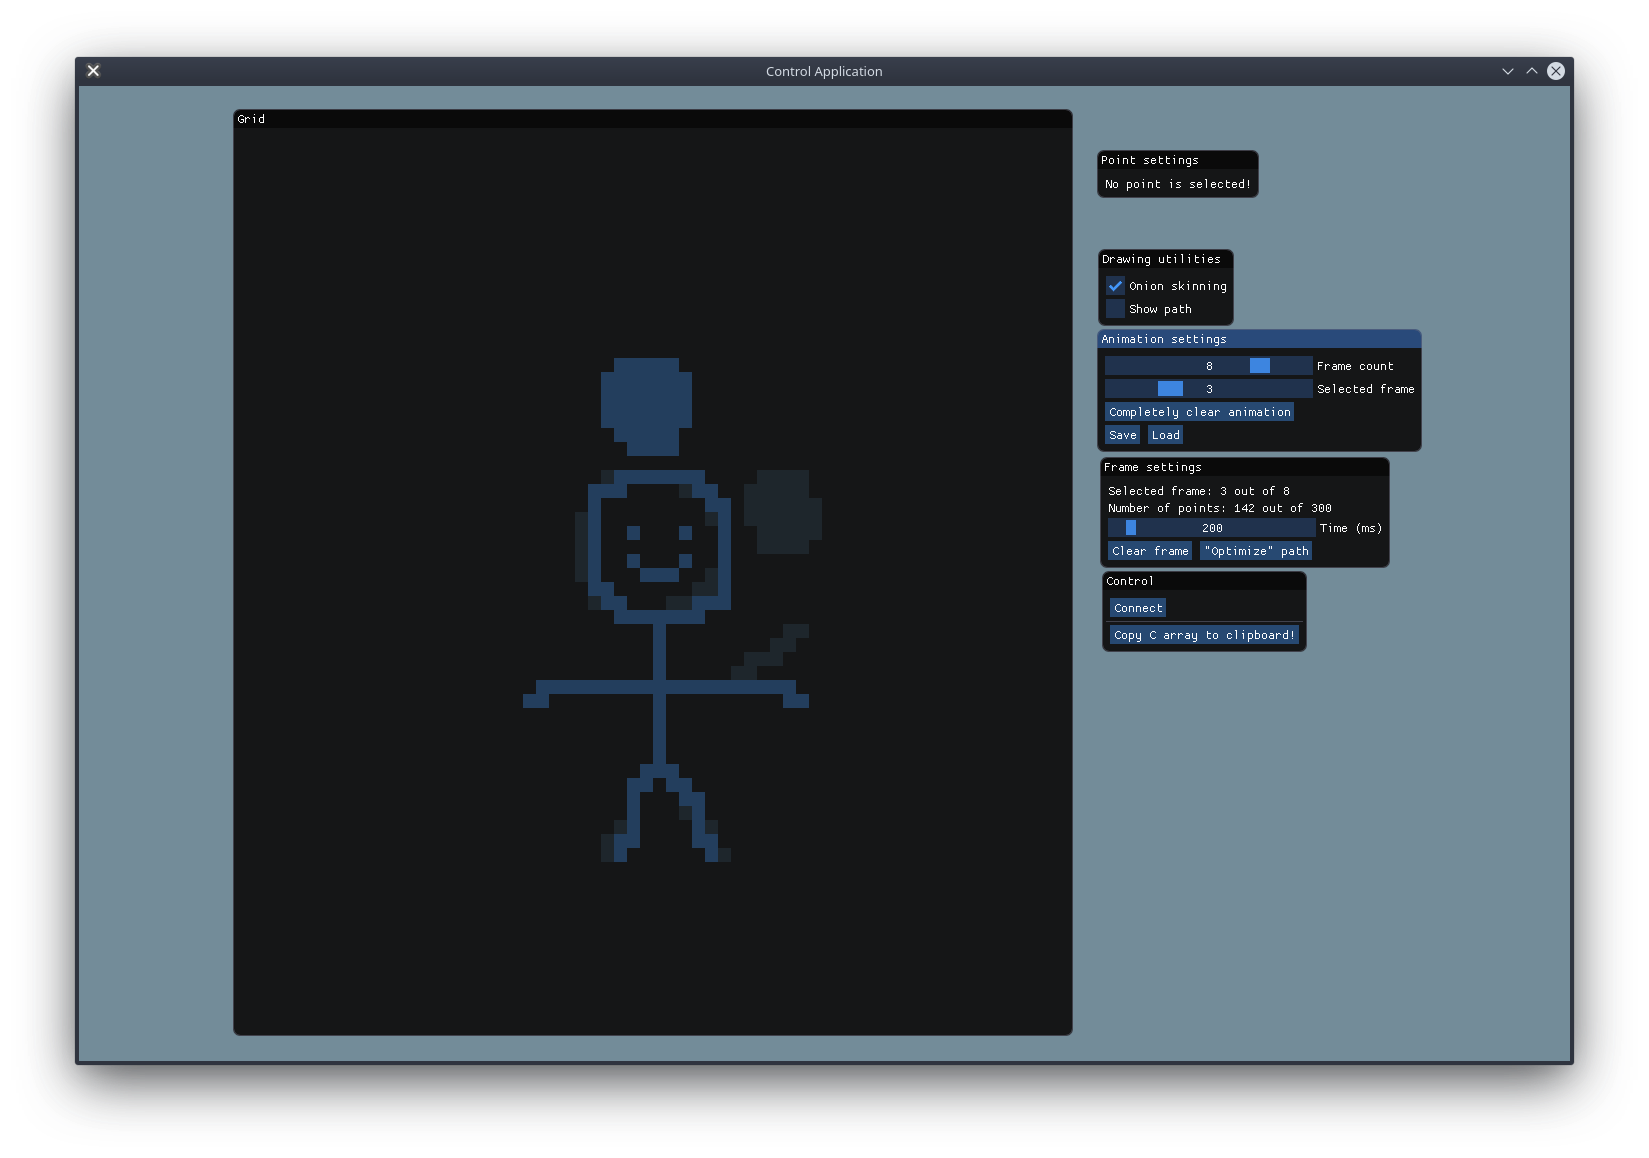 Control Application
Grid
Point settings
No point is selected!
Drawing utilities
Onion skinning
Show path
Animation settings
8 Frame count
3 Selected frame
Completely clear animation
Save Load
Frame settings
Selected frame: 3 out of 8
Number of points: 142 out of 300
200 Time (ms)
Clear frame "Optimize" path
Control
Connect
Copy C array to clipboard!